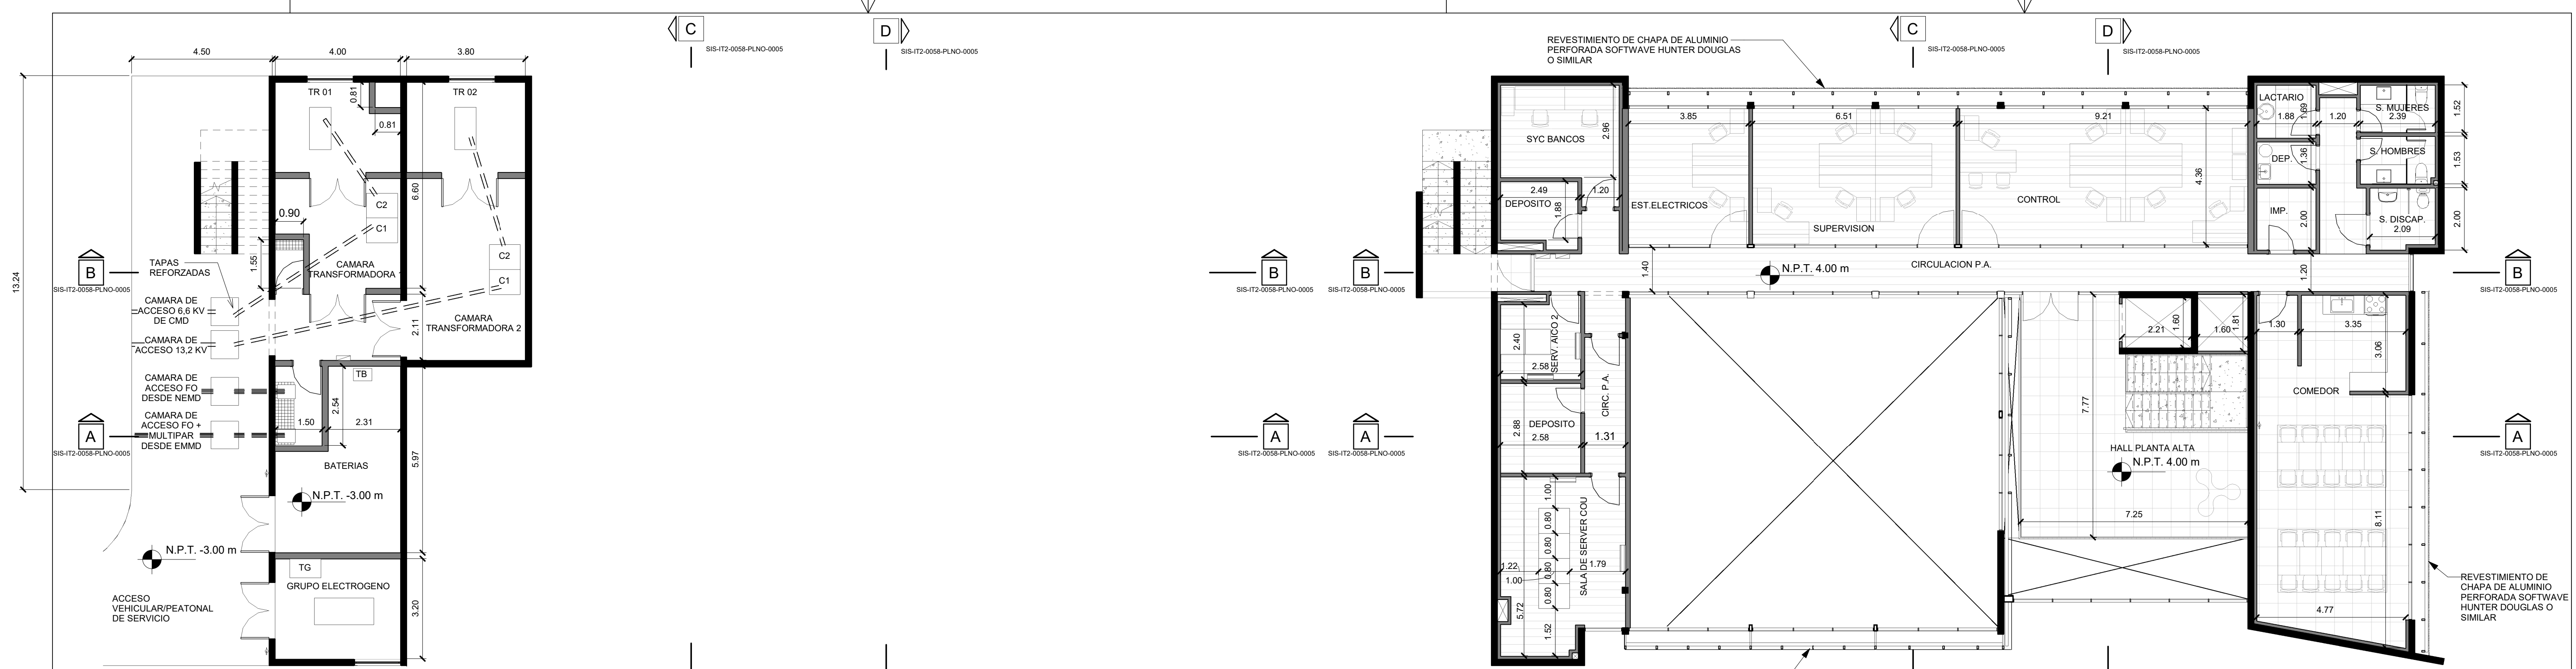 C
SIS-IT2-0058-PLNO-0005
D
SIS-IT2-0058-PLNO-0005
C
SIS-IT2-0058-PLNO-0005
D
SIS-IT2-0058-PLNO-0005
4.50
4.00
3.80
13.24
TR 01
0.81
0.81
TR 02
6.60
C2
C1
0.90
1.55
CAMARA
TRANSFORMADORA 1
C2
C1
2.11
CAMARA
TRANSFORMADORA 2
B
SIS-IT2-0058-PLNO-0005
TAPAS
REFORZADAS
CAMARA DE
ACCESO 6,6 KV
DE CMD
CAMARA DE
ACCESO 13,2 KV
CAMARA DE
ACCESO FO
DESDE NEMD
CAMARA DE
ACCESO FO +
MULTIPAR
DESDE EMMD
A
SIS-IT2-0058-PLNO-0005
TB
2.54
1.50
2.31
5.97
BATERIAS
N.P.T. -3.00 m
N.P.T. -3.00 m
TG
GRUPO ELECTROGENO
3.20
ACCESO
VEHICULAR/PEATONAL
DE SERVICIO
B
SIS-IT2-0058-PLNO-0005
B
SIS-IT2-0058-PLNO-0005
A
SIS-IT2-0058-PLNO-0005
A
SIS-IT2-0058-PLNO-0005
REVESTIMIENTO DE CHAPA DE ALUMINIO
PERFORADA SOFTWAVE HUNTER DOUGLAS
O SIMILAR
SYC BANCOS
2.96
2.49
1.20
DEPOSITO
1.88
3.85
6.51
9.21
4.36
EST.ELECTRICOS
SUPERVISION
CONTROL
LACTARIO
1.69
1.88
1.20
S. MUJERES
2.39
1.52
DEP.
1.36
S. HOMBRES
1.53
IMP.
2.00
S. DISCAP.
2.09
2.00
1.40
N.P.T. 4.00 m
CIRCULACION P.A.
1.20
B
SIS-IT2-0058-PLNO-0005
2.40
SERV. AICO 2
2.58
CIRC. P.A.
DEPOSITO
2.88
2.58
1.31
2.21
1.60
1.60
1.81
1.30
3.35
3.06
COMEDOR
7.77
HALL PLANTA ALTA
N.P.T. 4.00 m
7.25
8.11
4.77
A
SIS-IT2-0058-PLNO-0005
1.00
0.80
0.80
0.80
0.80
1.52
5.72
1.22
1.00
1.79
SALA DE SERVER COU
REVESTIMIENTO DE
CHAPA DE ALUMINIO
PERFORADA SOFTWAVE
HUNTER DOUGLAS O
SIMILAR